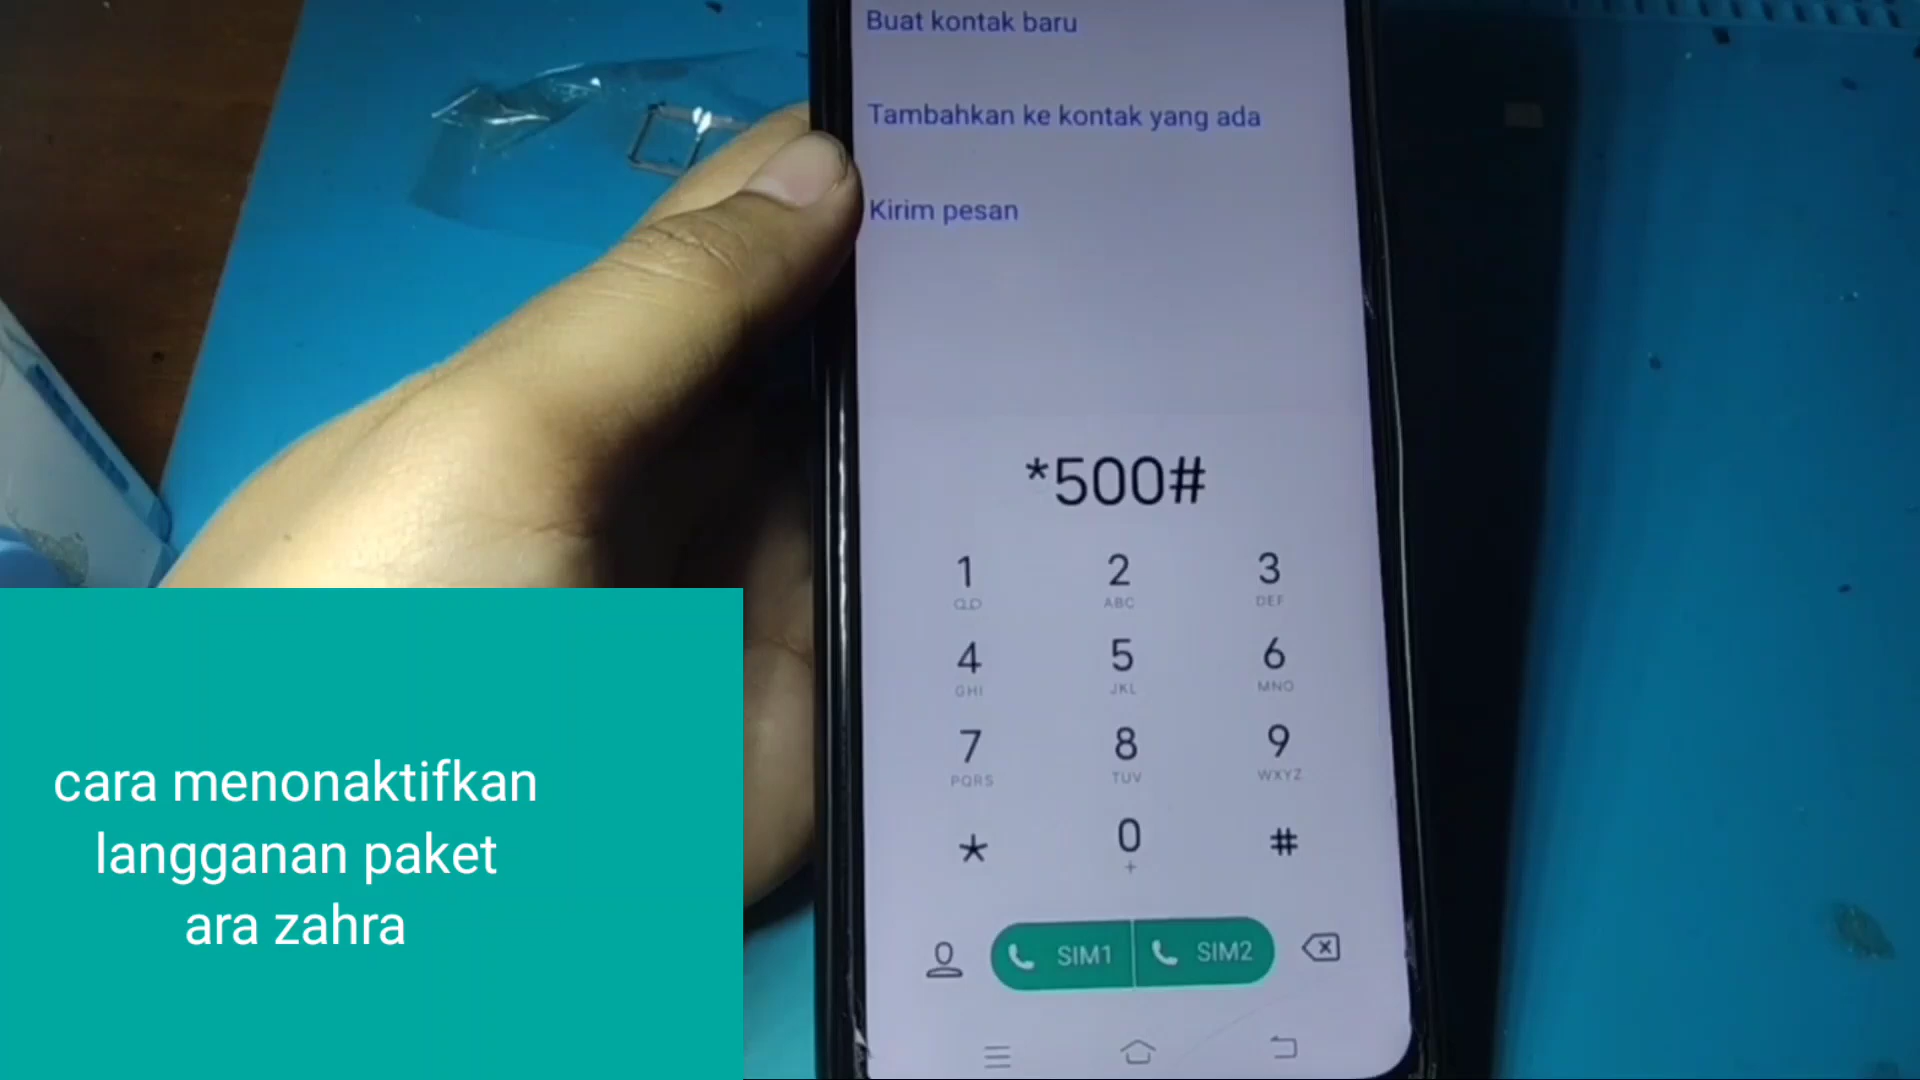 Buat kontak baru
Tambahkan ke kontak yang ada
Kirim pesan
*500#
1 2 3
ABC DEF
4 5 6
GHI JKL MNO
7 8 9
PQRS TUV WXYZ
* 0 #
+
SIM1 SIM2
cara menonaktifkan
langganan paket
ara zahra